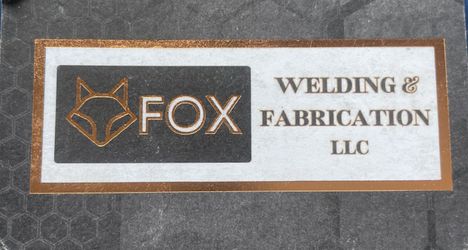 FOX
WELDING &
FABRICATION
LLC